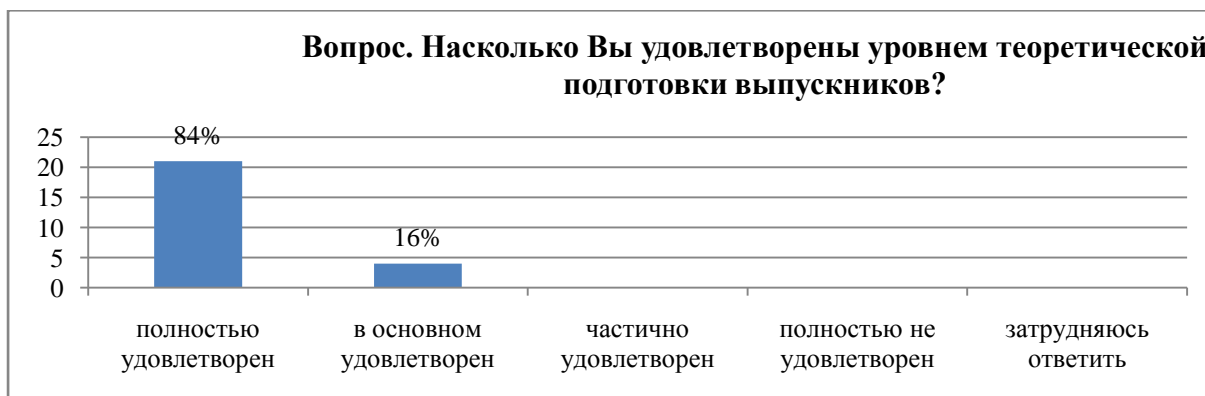 Вопрос. Насколько Вы удовлетворены уровнем теоретической
подготовки выпускников?
25
20
15
10
5
0
84%
16%
полностью
удовлетворен
в основном
удовлетворен
частично
удовлетворен
полностью не
удовлетворен
затрудняюсь
ответить